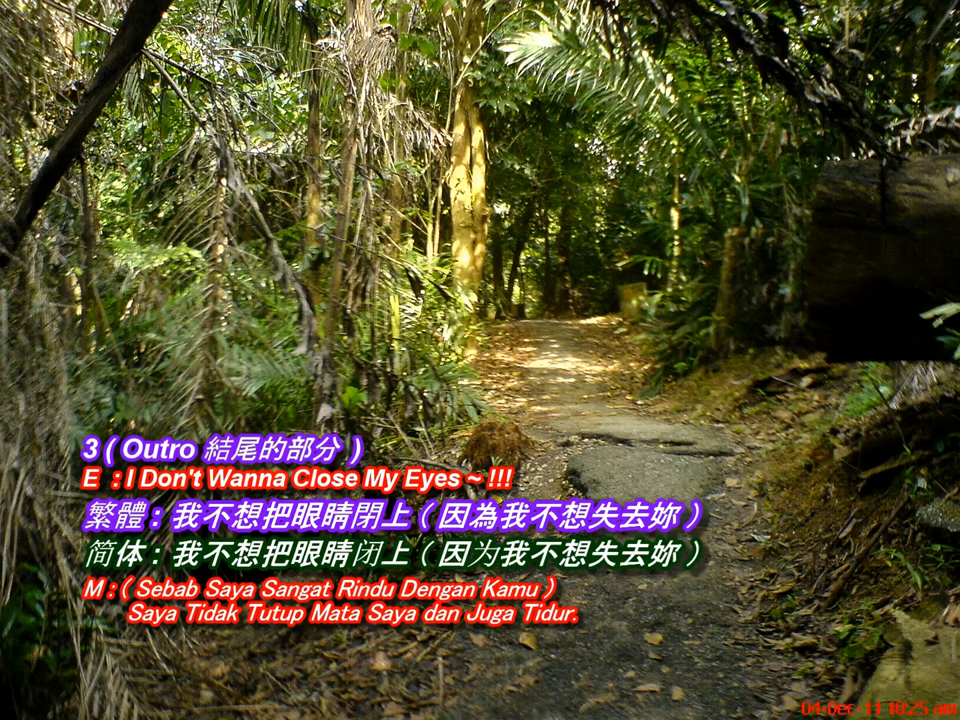 3 ( Outro 結尾的部分 )
E : I Don't Wanna Close My Eyes ~ !!!
繁體 : 我不想把眼睛閉上 ( 因為我不想失去妳 )
简体 : 我不想把眼睛闭上 ( 因为我不想失去妳 )
M : ( Sebab Saya Sangat Rindu Dengan Kamu )
Saya Tidak Tutup Mata Saya dan Juga Tidur.
04-Dec-11 10:25 am